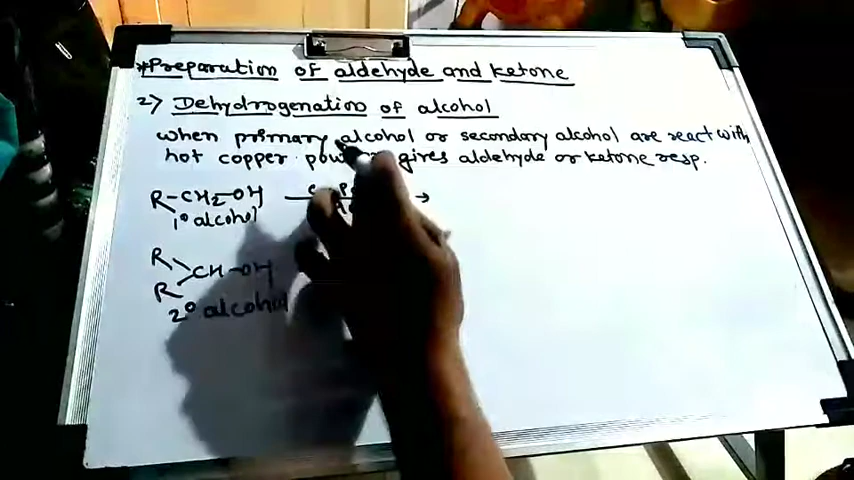 *Preparation of Aldehyde and Ketone
2> Dehydrogenation of alcohol
when primary alcohol or secondary alcohol are react with
hot copper gives aldehyde or ketone resp.
R-CH2-OH →
1° alcohol
R
CH-OH
R
2° alcohol